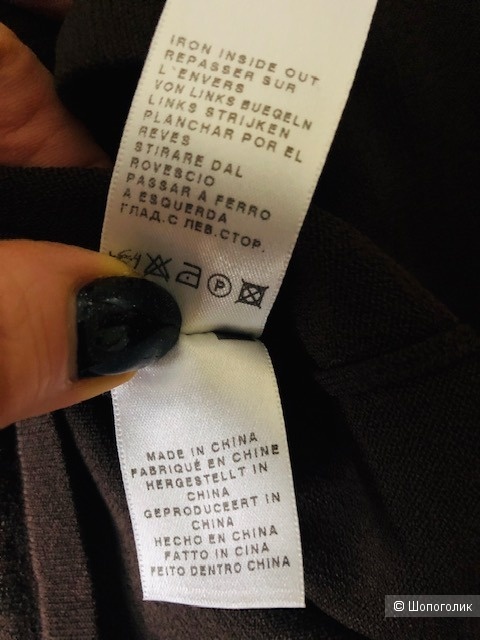 IRON INSIDE OUT
REPASSER SUR
L'ENVERS
VON LINKS BUEGELN
LINKS STRIJKEN
PLANCHAR POR EL
REVES
STIRARE DAL
ROVESCIO
PASSAR A FERRO
A ESQUERDA
ГЛАД.С ЛЕВ.СТОР.
P
MADE IN CHINA
FABRIQUÉ EN CHINE
HERGESTELLT IN
CHINA
GEPRODUCEERT IN
CHINA
HECHO EN CHINA
FATTO IN CINA
FEITO DENTRO CHINA
© Шопоголик